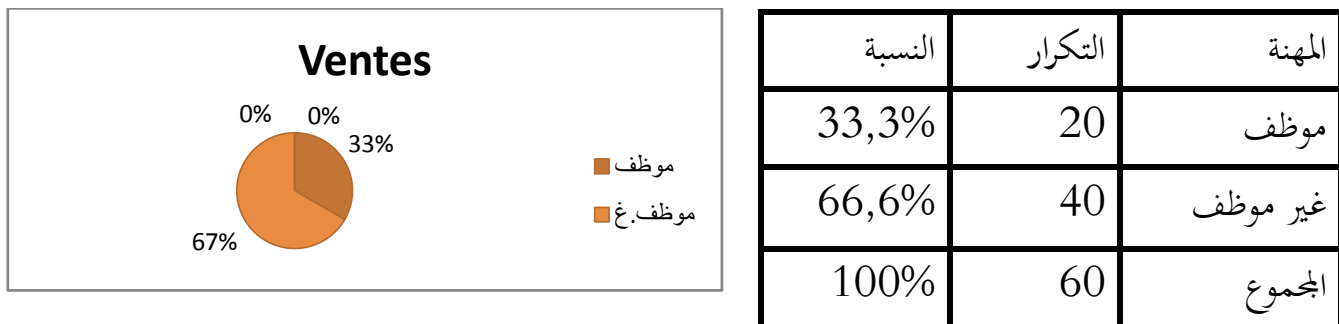 Ventes
0% 0%
33%
67%
موظف
موظف.غ
المهنة التكرار النسبة
موظف 20 33,3%
غير موظف 40 66,6%
المجموع 60 100%